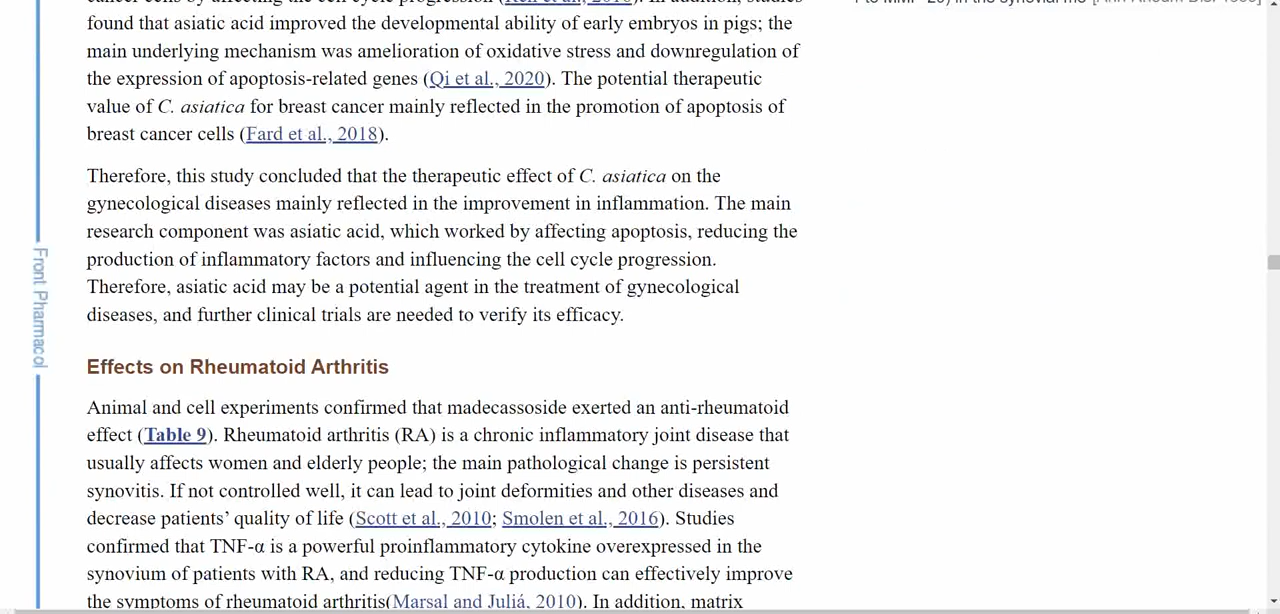 found that asiatic acid improved the developmental ability of early embryos in pigs; the
main underlying mechanism was amelioration of oxidative stress and downregulation of
the expression of apoptosis-related genes (Qi et al., 2020). The potential therapeutic
value of C. asiatica for breast cancer mainly reflected in the promotion of apoptosis of
breast cancer cells (Fard et al., 2018).
Therefore, this study concluded that the therapeutic effect of C. asiatica on the
gynecological diseases mainly reflected in the improvement in inflammation. The main
research component was asiatic acid, which worked by affecting apoptosis, reducing the
production of inflammatory factors and influencing the cell cycle progression.
Therefore, asiatic acid may be a potential agent in the treatment of gynecological
diseases, and further clinical trials are needed to verify its efficacy.
Effects on Rheumatoid Arthritis
Animal and cell experiments confirmed that madecassoside exerted an anti-rheumatoid
effect (Table 9). Rheumatoid arthritis (RA) is a chronic inflammatory joint disease that
usually affects women and elderly people; the main pathological change is persistent
synovitis. If not controlled well, it can lead to joint deformities and other diseases and
decrease patients’ quality of life (Scott et al., 2010; Smolen et al., 2016). Studies
confirmed that TNF-α is a powerful proinflammatory cytokine overexpressed in the
synovium of patients with RA, and reducing TNF-α production can effectively improve
the symptoms of rheumatoid arthritis(Marsal and Juliá, 2010). In addition, matrix
Front Pharmacol